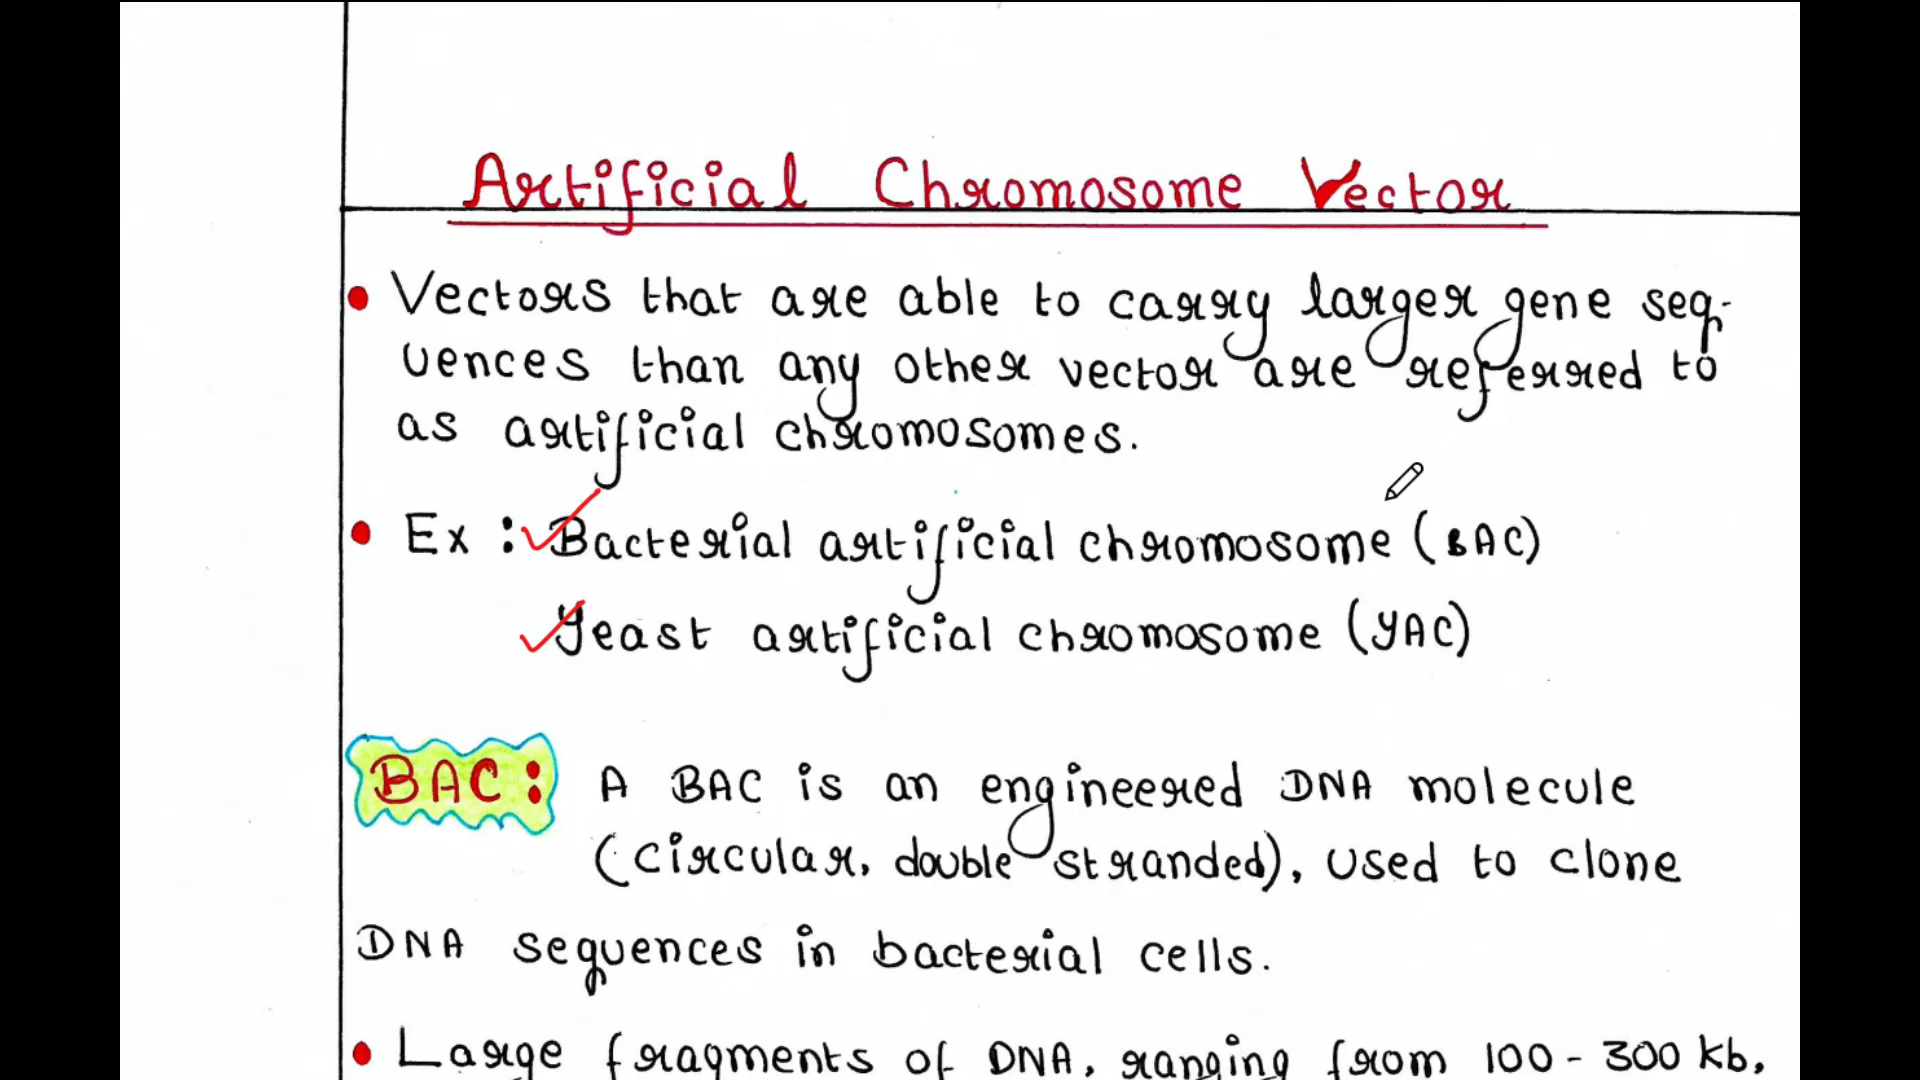 Artificial Chromosome Vector
• Vectors that are able to carry larger gene seq-
uences than any other vector are referred to
as artificial chromosomes.
• Ex : Bacterial artificial chromosome (BAC)
Yeast artificial chromosome (YAC)
BAC: A BAC is an engineered DNA molecule
(circular, double stranded), used to clone
DNA sequences in bacterial cells.
• Large fragments of DNA, ranging from 100 - 300 kb,